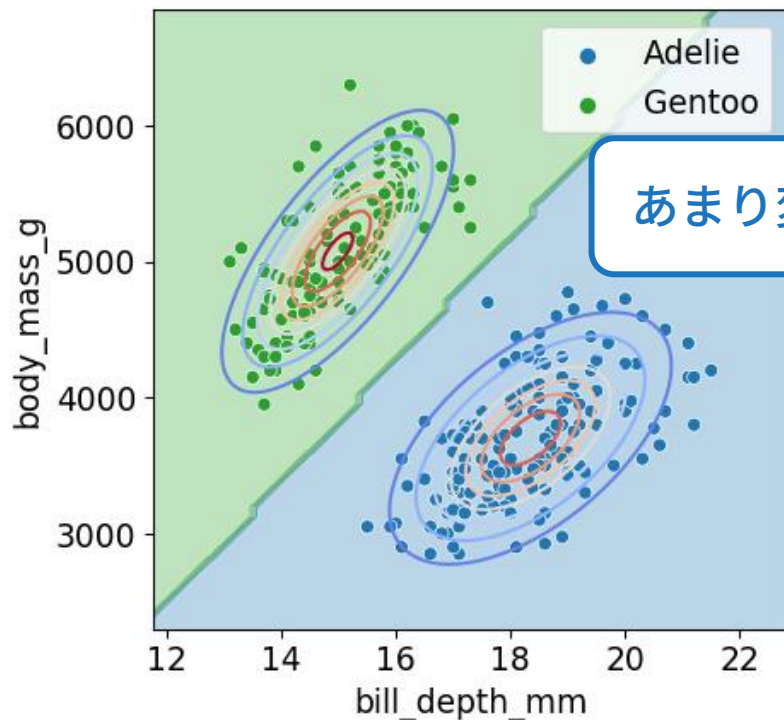 Adelie
Gentoo
あまり
6000
5000
4000
3000
body_mass_g
12 14 16 18 20 22
bill_depth_mm